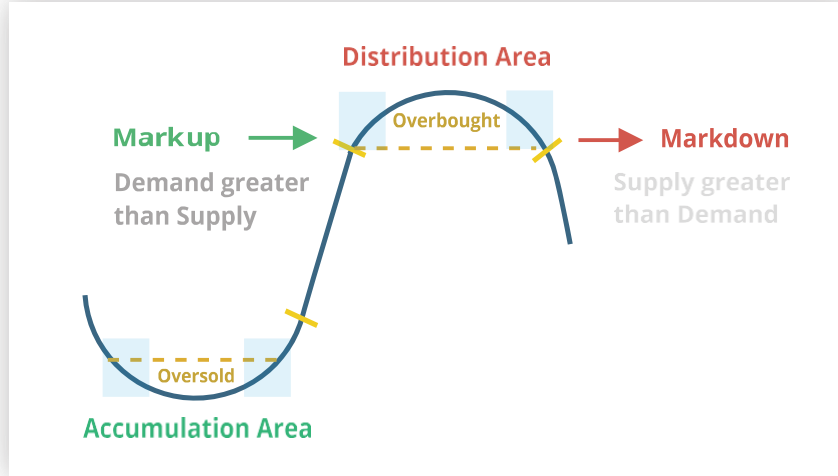 Distribution Area
Overbought
Markup
Markdown
Demand greater
than Supply
Supply greater
than Demand
Oversold
Accumulation Area